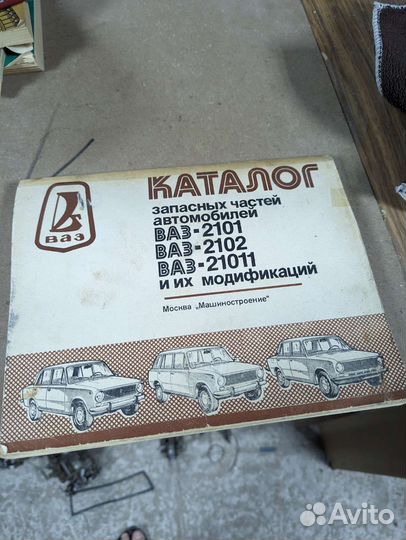 КАТАЛОГ
запасных частей
автомобилей
ВАЗ-2101
ВАЗ-2102
ВАЗ-21011
и их модификаций
Москва „Машиностроение"
ВАЗ
Avito